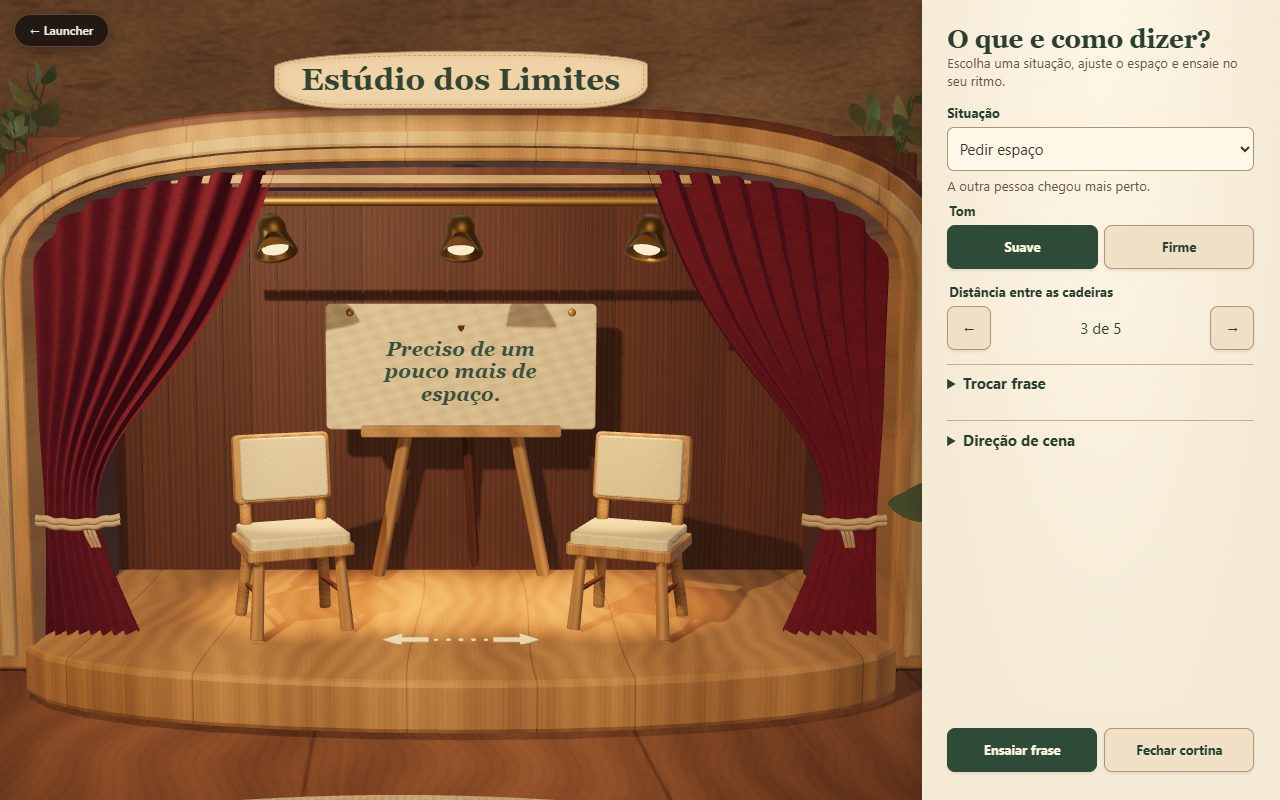 ← Launcher
Estúdio dos Limites
Preciso de um
pouco mais de
espaço.
O que e como dizer?
Escolha uma situação, ajuste o espaço e ensaie no
seu ritmo.
Situação
Pedir espaço
A outra pessoa chegou mais perto.
Tom
Suave
Firme
Distância entre as cadeiras
←
3 de 5
→
Trocar frase
Direção de cena
Ensaiar frase
Fechar cortina